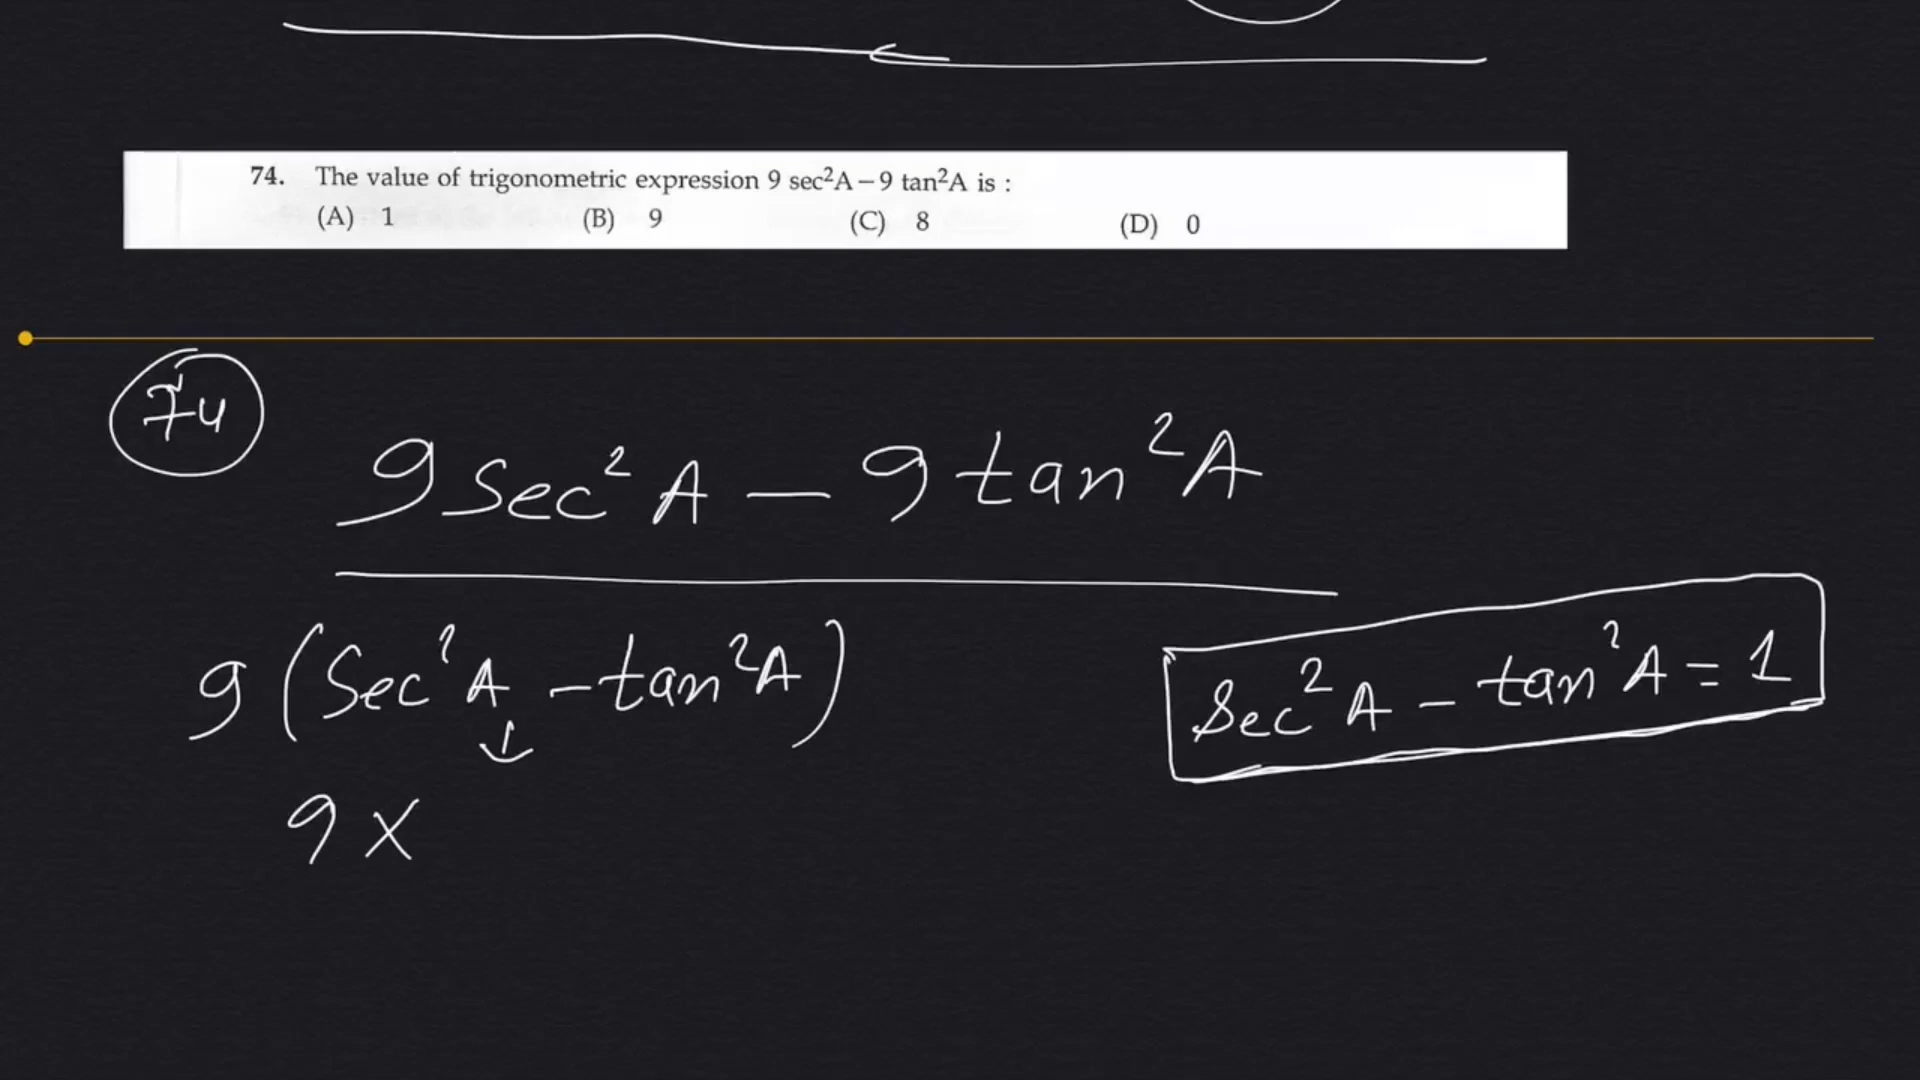 74. The value of trigonometric expression 9 sec²A – 9 tan²A is :
(A) 1 (B) 9 (C) 8 (D) 0
74
9 sec²A – 9 tan²A
9 (Sec²A – tan²A)
Sec²A – tan²A = 1
9 ×